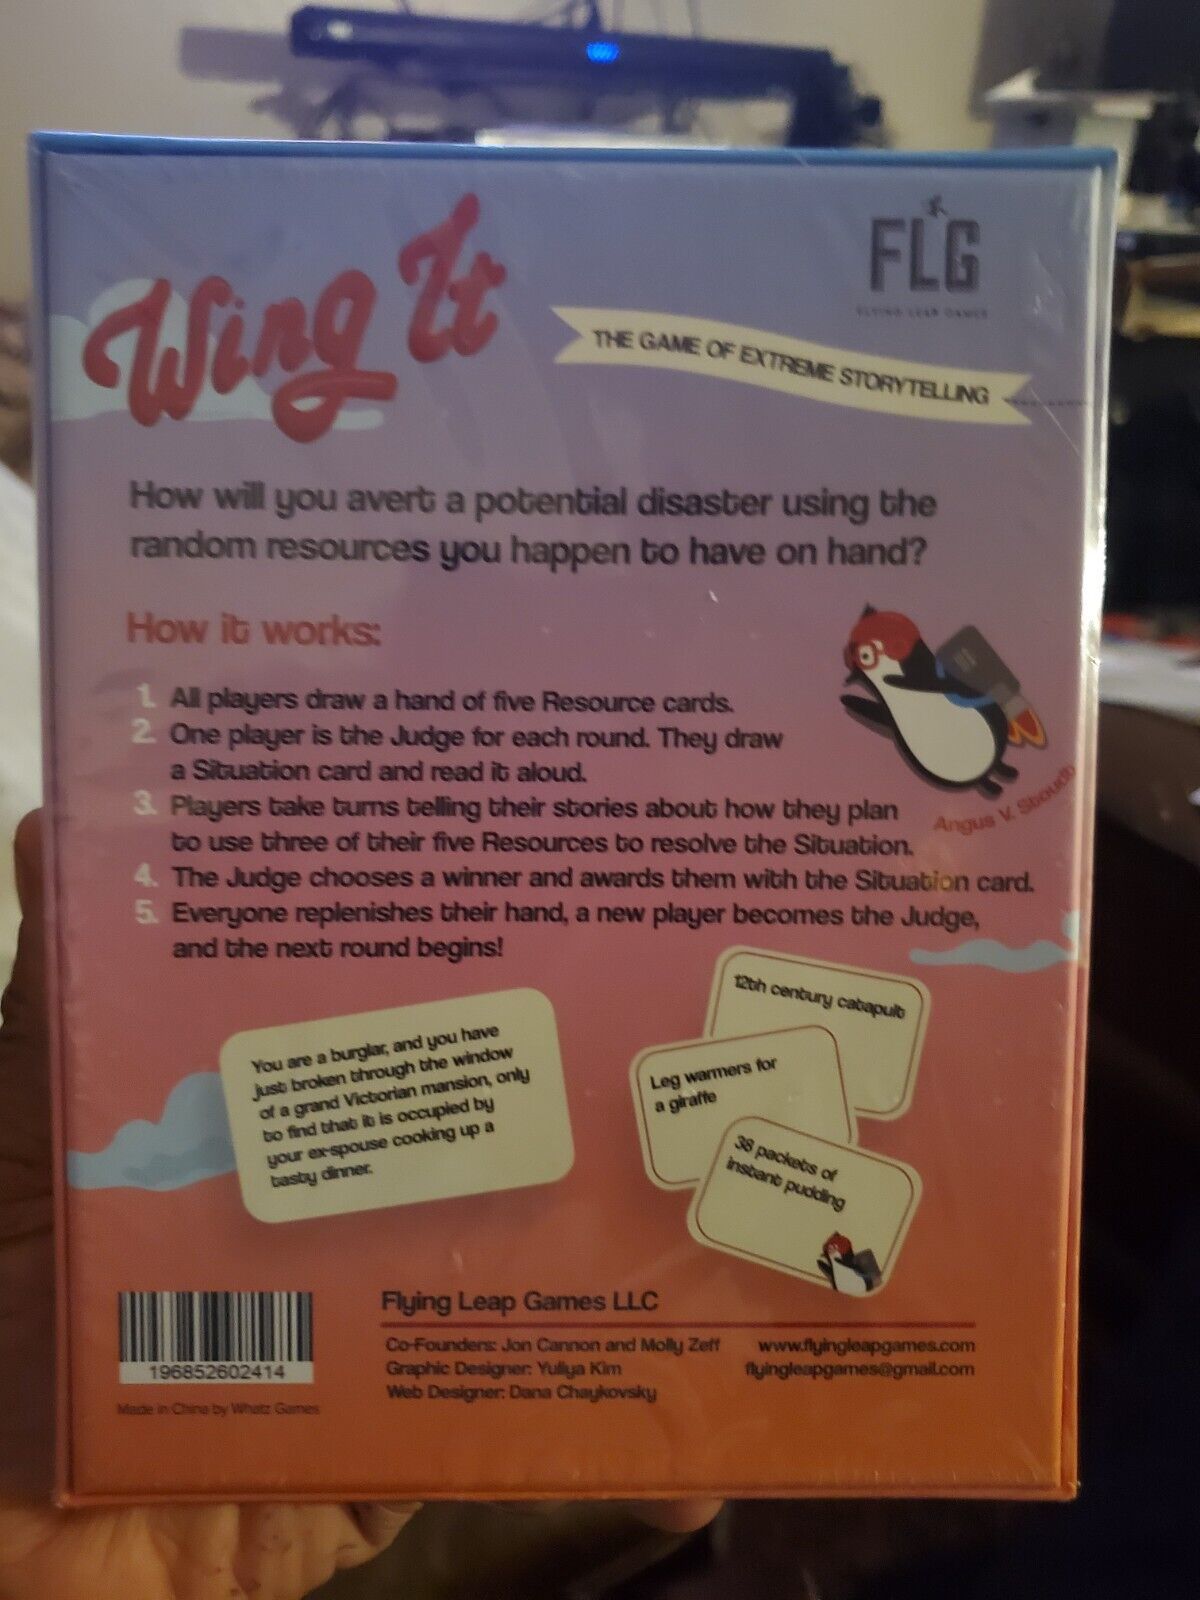 Wing It
FLG
FLYING LEAP GAMES
THE GAME OF EXTREME STORYTELLING
How will you avert a potential disaster using the
random resources you happen to have on hand?
How it works:
1. All players draw a hand of five Resource cards.
2. One player is the Judge for each round. They draw
a Situation card and read it aloud.
3. Players take turns telling their stories about how they plan
to use three of their five Resources to resolve the Situation.
4. The Judge chooses a winner and awards them with the Situation card.
5. Everyone replenishes their hand, a new player becomes the Judge,
and the next round begins!
Angus V. Stoudt
12th century catapult
Leg warmers for
a giraffe
38 packets of
instant pudding
You are a burglar, and you have
just broken through the window
of a grand Victorian mansion, only
to find that it is occupied by
your ex-spouse cooking up a
tasty dinner.
196852602414
Made in China by Whatz Games
Flying Leap Games LLC
Co-Founders: Jon Cannon and Molly Zeff
Graphic Designer: Yuliya Kim
Web Designer: Dana Chaykovsky
www.flyingleapgames.com
flyingleapgames@gmail.com